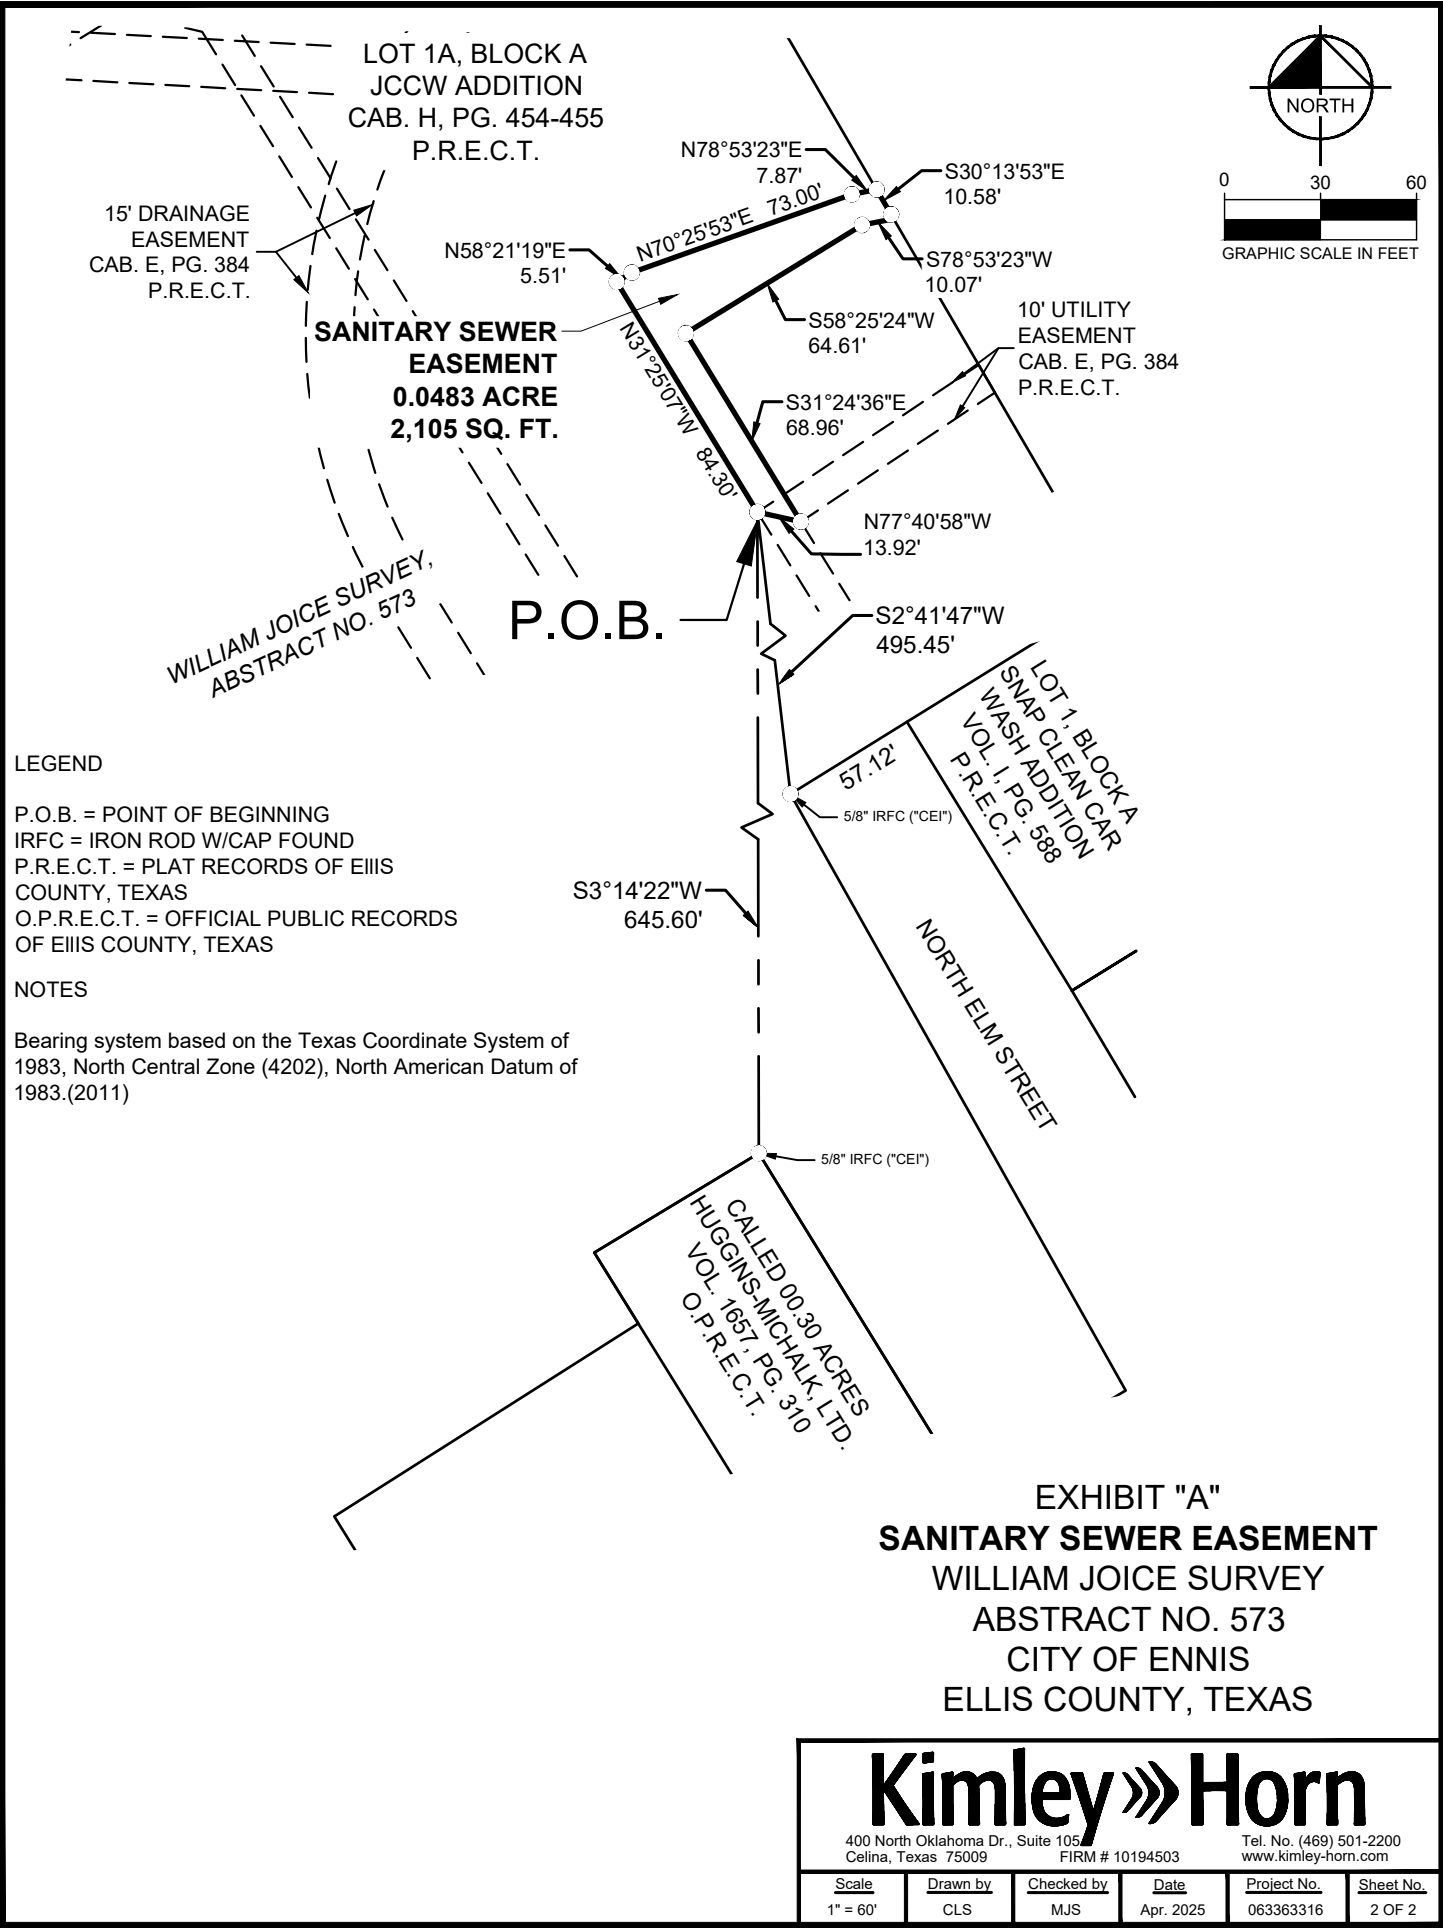 LOT 1A, BLOCK A
JCCW ADDITION
CAB. H, PG. 454-455
P.R.E.C.T.
NORTH
0 30 60
GRAPHIC SCALE IN FEET
N78°53'23"E
7.87'
S30°13'53"E
10.58'
N70°25'53"E 73.00'
15' DRAINAGE
EASEMENT
CAB. E, PG. 384
P.R.E.C.T.
N58°21'19"E
5.51'
S78°53'23"W
10.07'
SANITARY SEWER
EASEMENT
0.0483 ACRE
2,105 SQ. FT.
S58°25'24"W
64.61'
10' UTILITY
EASEMENT
CAB. E, PG. 384
P.R.E.C.T.
N31°25'07"W 84.30'
S31°24'36"E
68.96'
N77°40'58"W
13.92'
WILLIAM JOICE SURVEY,
ABSTRACT NO. 573
P.O.B.
S2°41'47"W
495.45'
LOT 1, BLOCK A
SNAP CLEAN CAR
WASH ADDITION
VOL. I, PG. 588
P.R.E.C.T.
57.12'
5/8" IRFC ("CEI")
LEGEND
P.O.B. = POINT OF BEGINNING
IRFC = IRON ROD W/CAP FOUND
P.R.E.C.T. = PLAT RECORDS OF EllIS
COUNTY, TEXAS
O.P.R.E.C.T. = OFFICIAL PUBLIC RECORDS
OF EllIS COUNTY, TEXAS
S3°14'22"W
645.60'
NORTH ELM STREET
NOTES
Bearing system based on the Texas Coordinate System of
1983, North Central Zone (4202), North American Datum of
1983.(2011)
5/8" IRFC ("CEI")
CALLED 00.30 ACRES
HUGGINS-MICHALK, LTD.
VOL. 1657, PG. 310
O.P.R.E.C.T.
EXHIBIT "A"
SANITARY SEWER EASEMENT
WILLIAM JOICE SURVEY
ABSTRACT NO. 573
CITY OF ENNIS
ELLIS COUNTY, TEXAS
Kimley»Horn
400 North Oklahoma Dr., Suite 105
Celina, Texas 75009
FIRM # 10194503
Tel. No. (469) 501-2200
www.kimley-horn.com
Scale Drawn by Checked by Date Project No. Sheet No.
1" = 60' CLS MJS Apr. 2025 063363316 2 OF 2